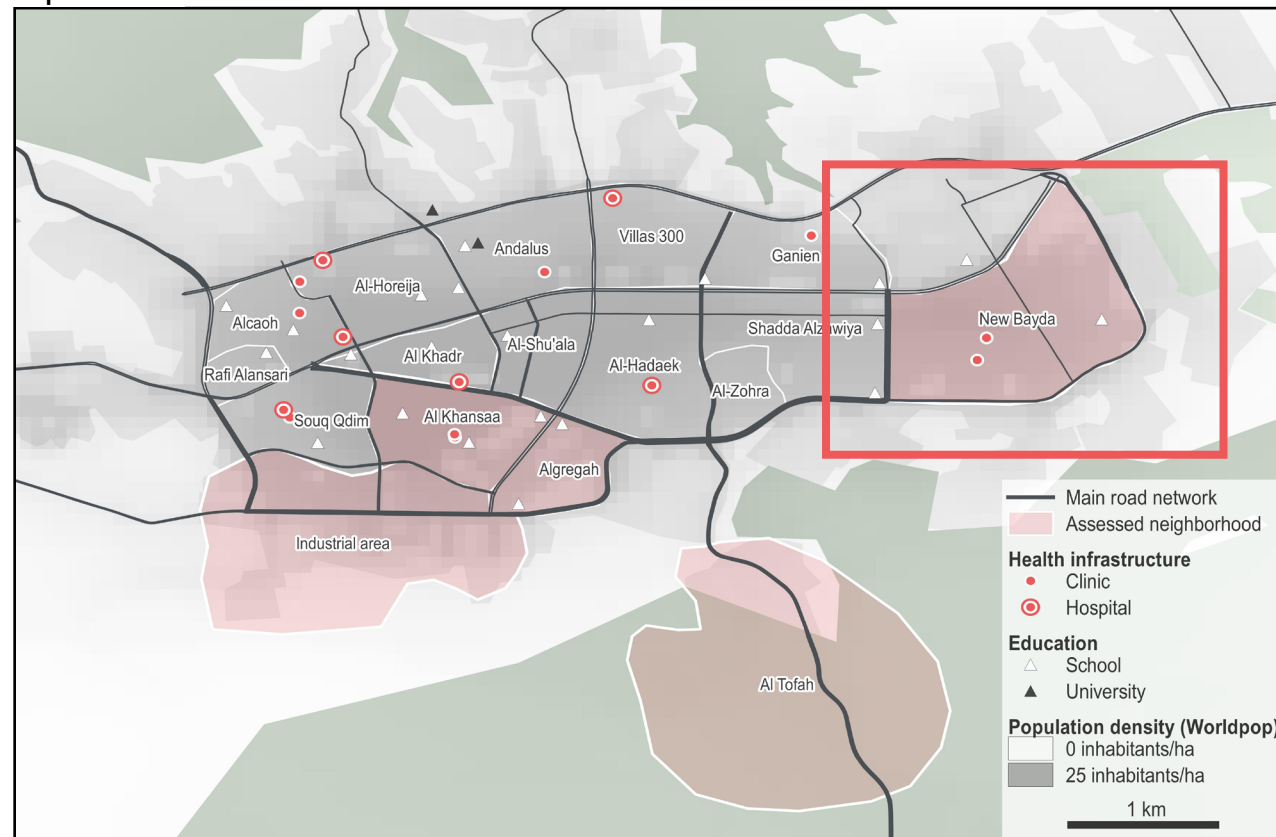 Villas 300
Andalus
Ganien
Al-Horeija
Alcaoh
New Bayda
Shadda Alzawiya
Al-Shu'ala
Al Khadr
Al-Hadaek
Rafi Alansari
Al-Zohra
Souq Qdim
Al Khansaa
Algregah
Industrial area
Al Tofah
Main road network
Assessed neighborhood
Health infrastructure
Clinic
Hospital
Education
School
University
Population density (Worldpop)
0 inhabitants/ha
25 inhabitants/ha
1 km